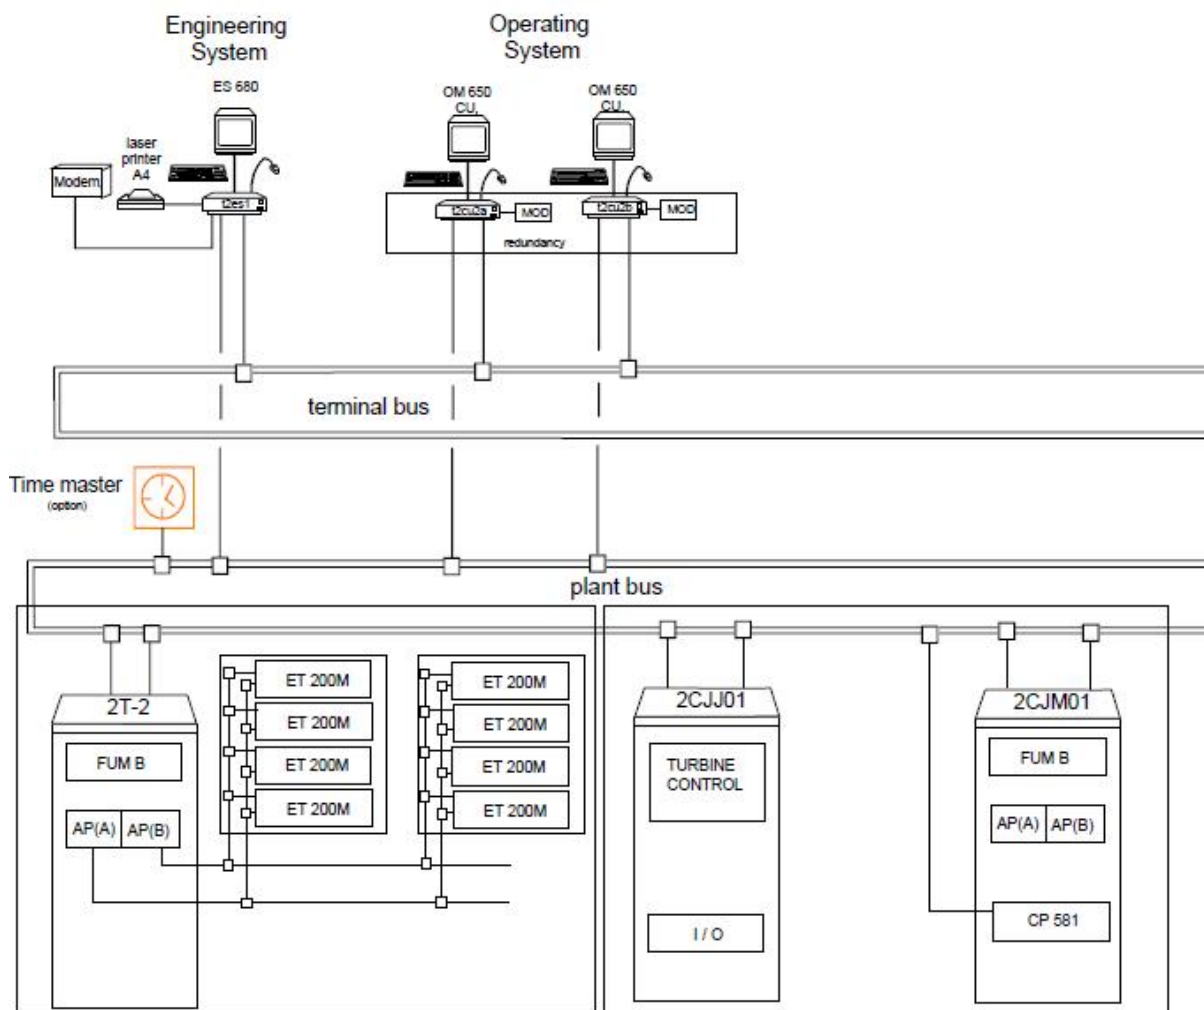 Engineering
System
Operating
System
ES 680
OM 650
CU,
OM 650
CU,
laser
printer
A4
Modem,
t2es1
t2cu2a
MOD
t2cu2b
MOD
redundancy
terminal bus
Time master
(option)
plant bus
2T-2
FUM B
AP(A)
AP(B)
ET 200M
ET 200M
ET 200M
ET 200M
ET 200M
ET 200M
ET 200M
ET 200M
2CJJ01
TURBINE
CONTROL
I / O
2CJM01
FUM B
AP(A)
AP(B)
CP 581